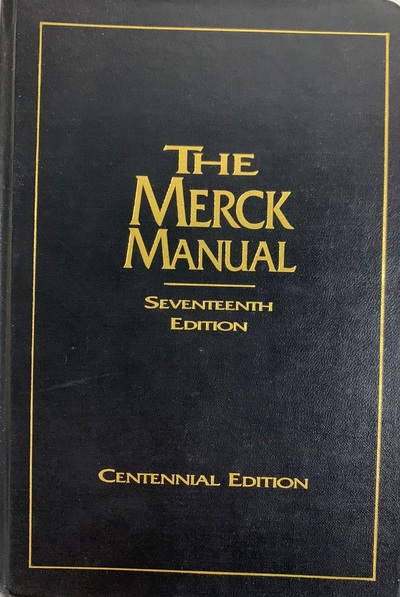 THE
MERCK
MANUAL
SEVENTEENTH
EDITION
CENTENNIAL EDITION